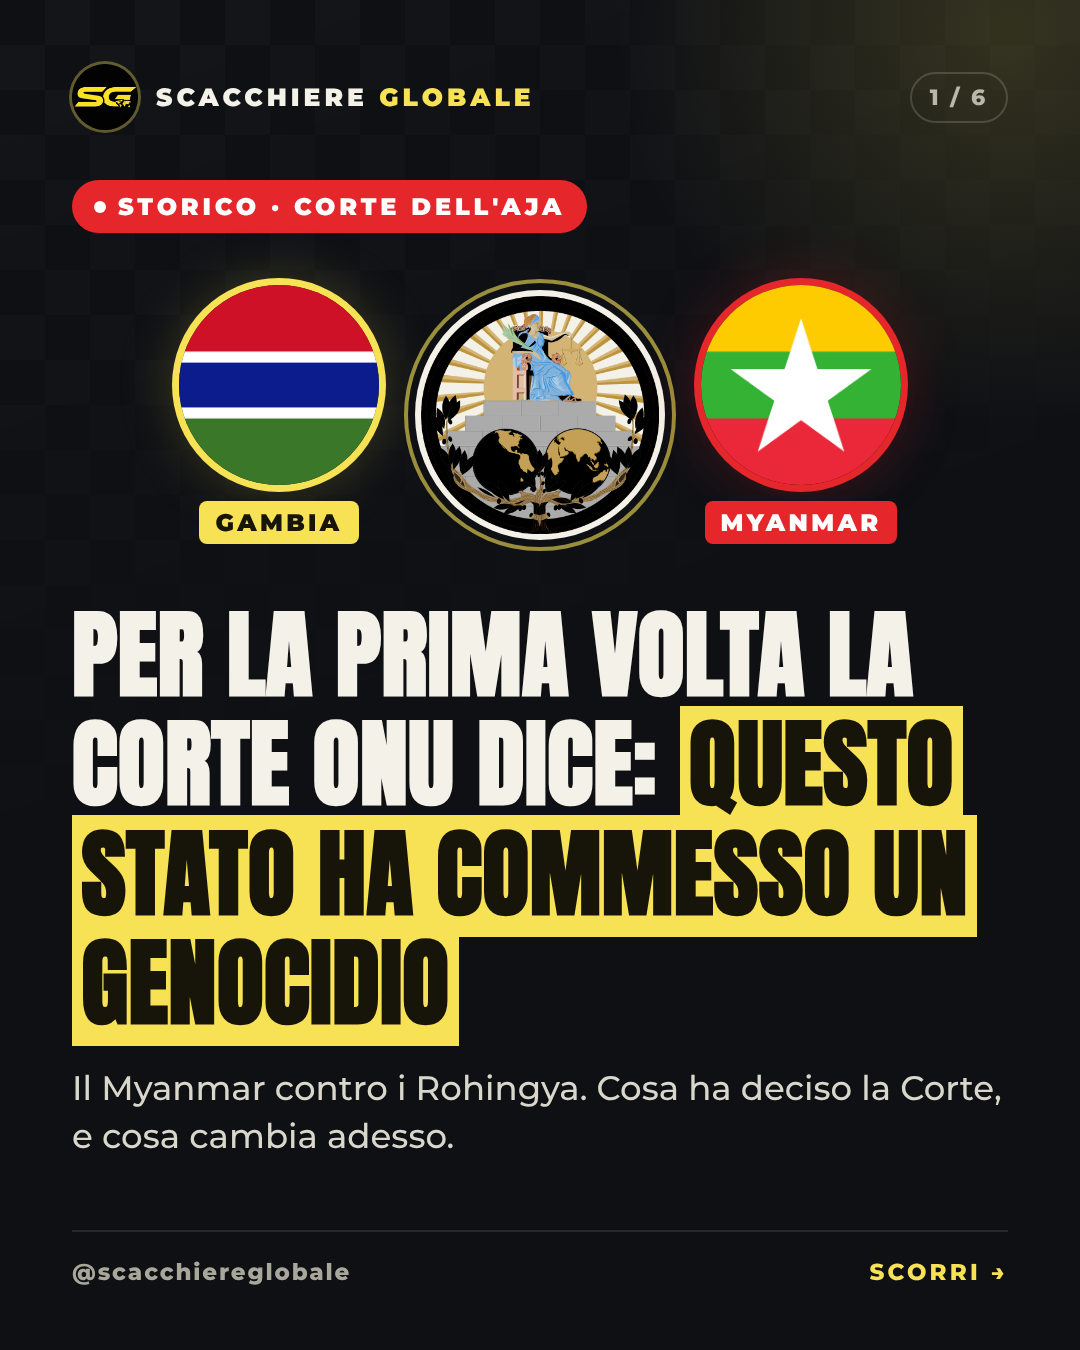 SG
SCACCHIERE GLOBALE
1 / 6
STORICO · CORTE DELL'AJA
GAMBIA
MYANMAR
PER LA PRIMA VOLTA LA
CORTE ONU DICE: QUESTO
STATO HA COMMESSO UN
GENOCIDIO
Il Myanmar contro i Rohingya. Cosa ha deciso la Corte,
e cosa cambia adesso.
@scacchiereglobale
SCORRI →